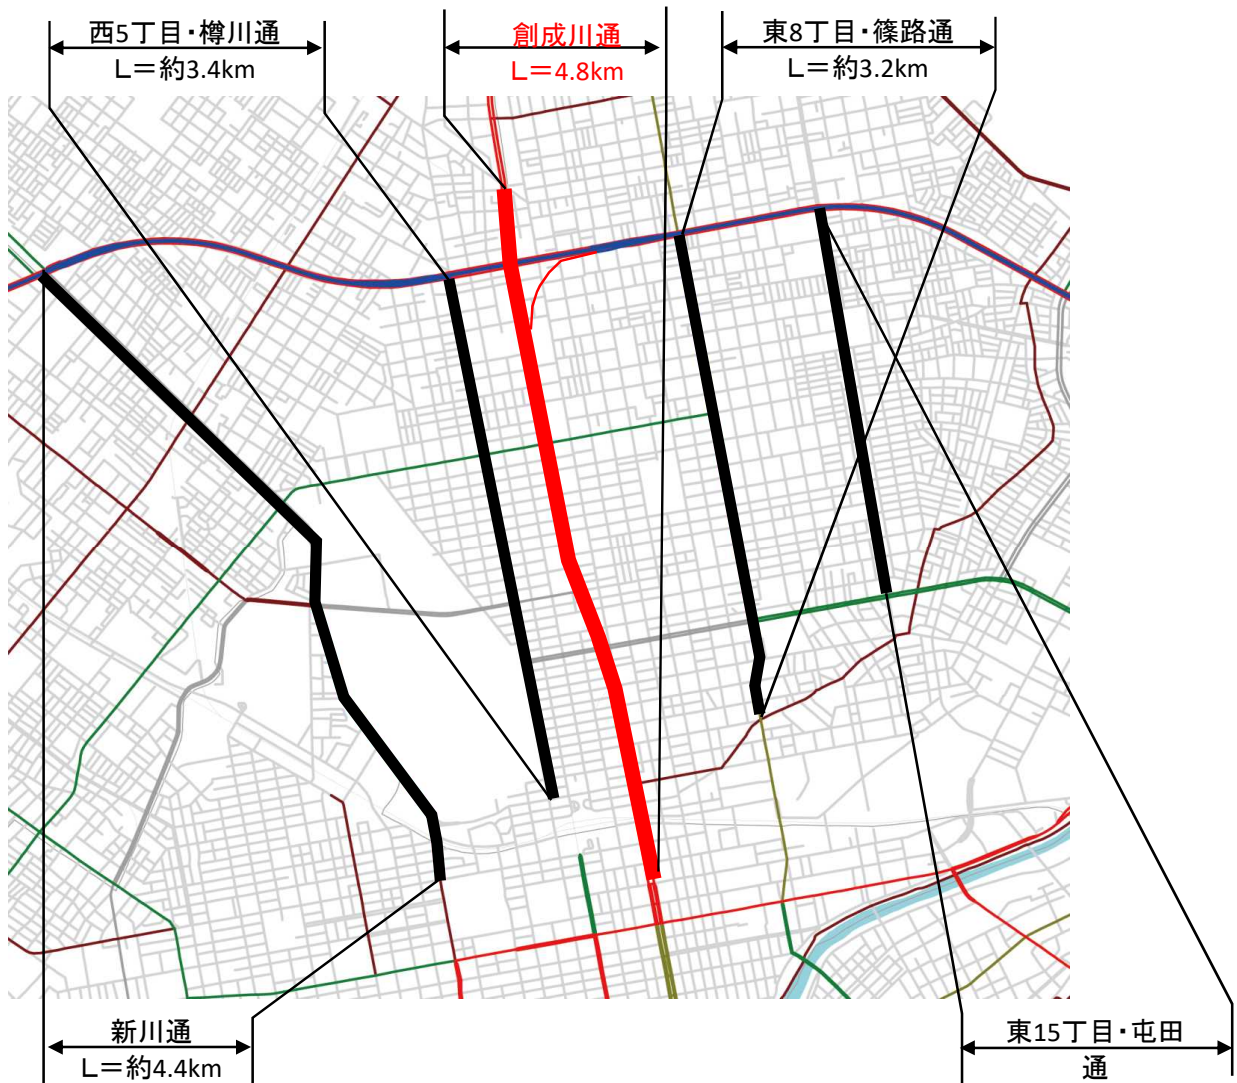 西5丁目・樽川通
L=約3.4km
創成川通
L=4.8km
東8丁目・篠路通
L=約3.2km
新川通
L=約4.4km
東15丁目・屯田
通